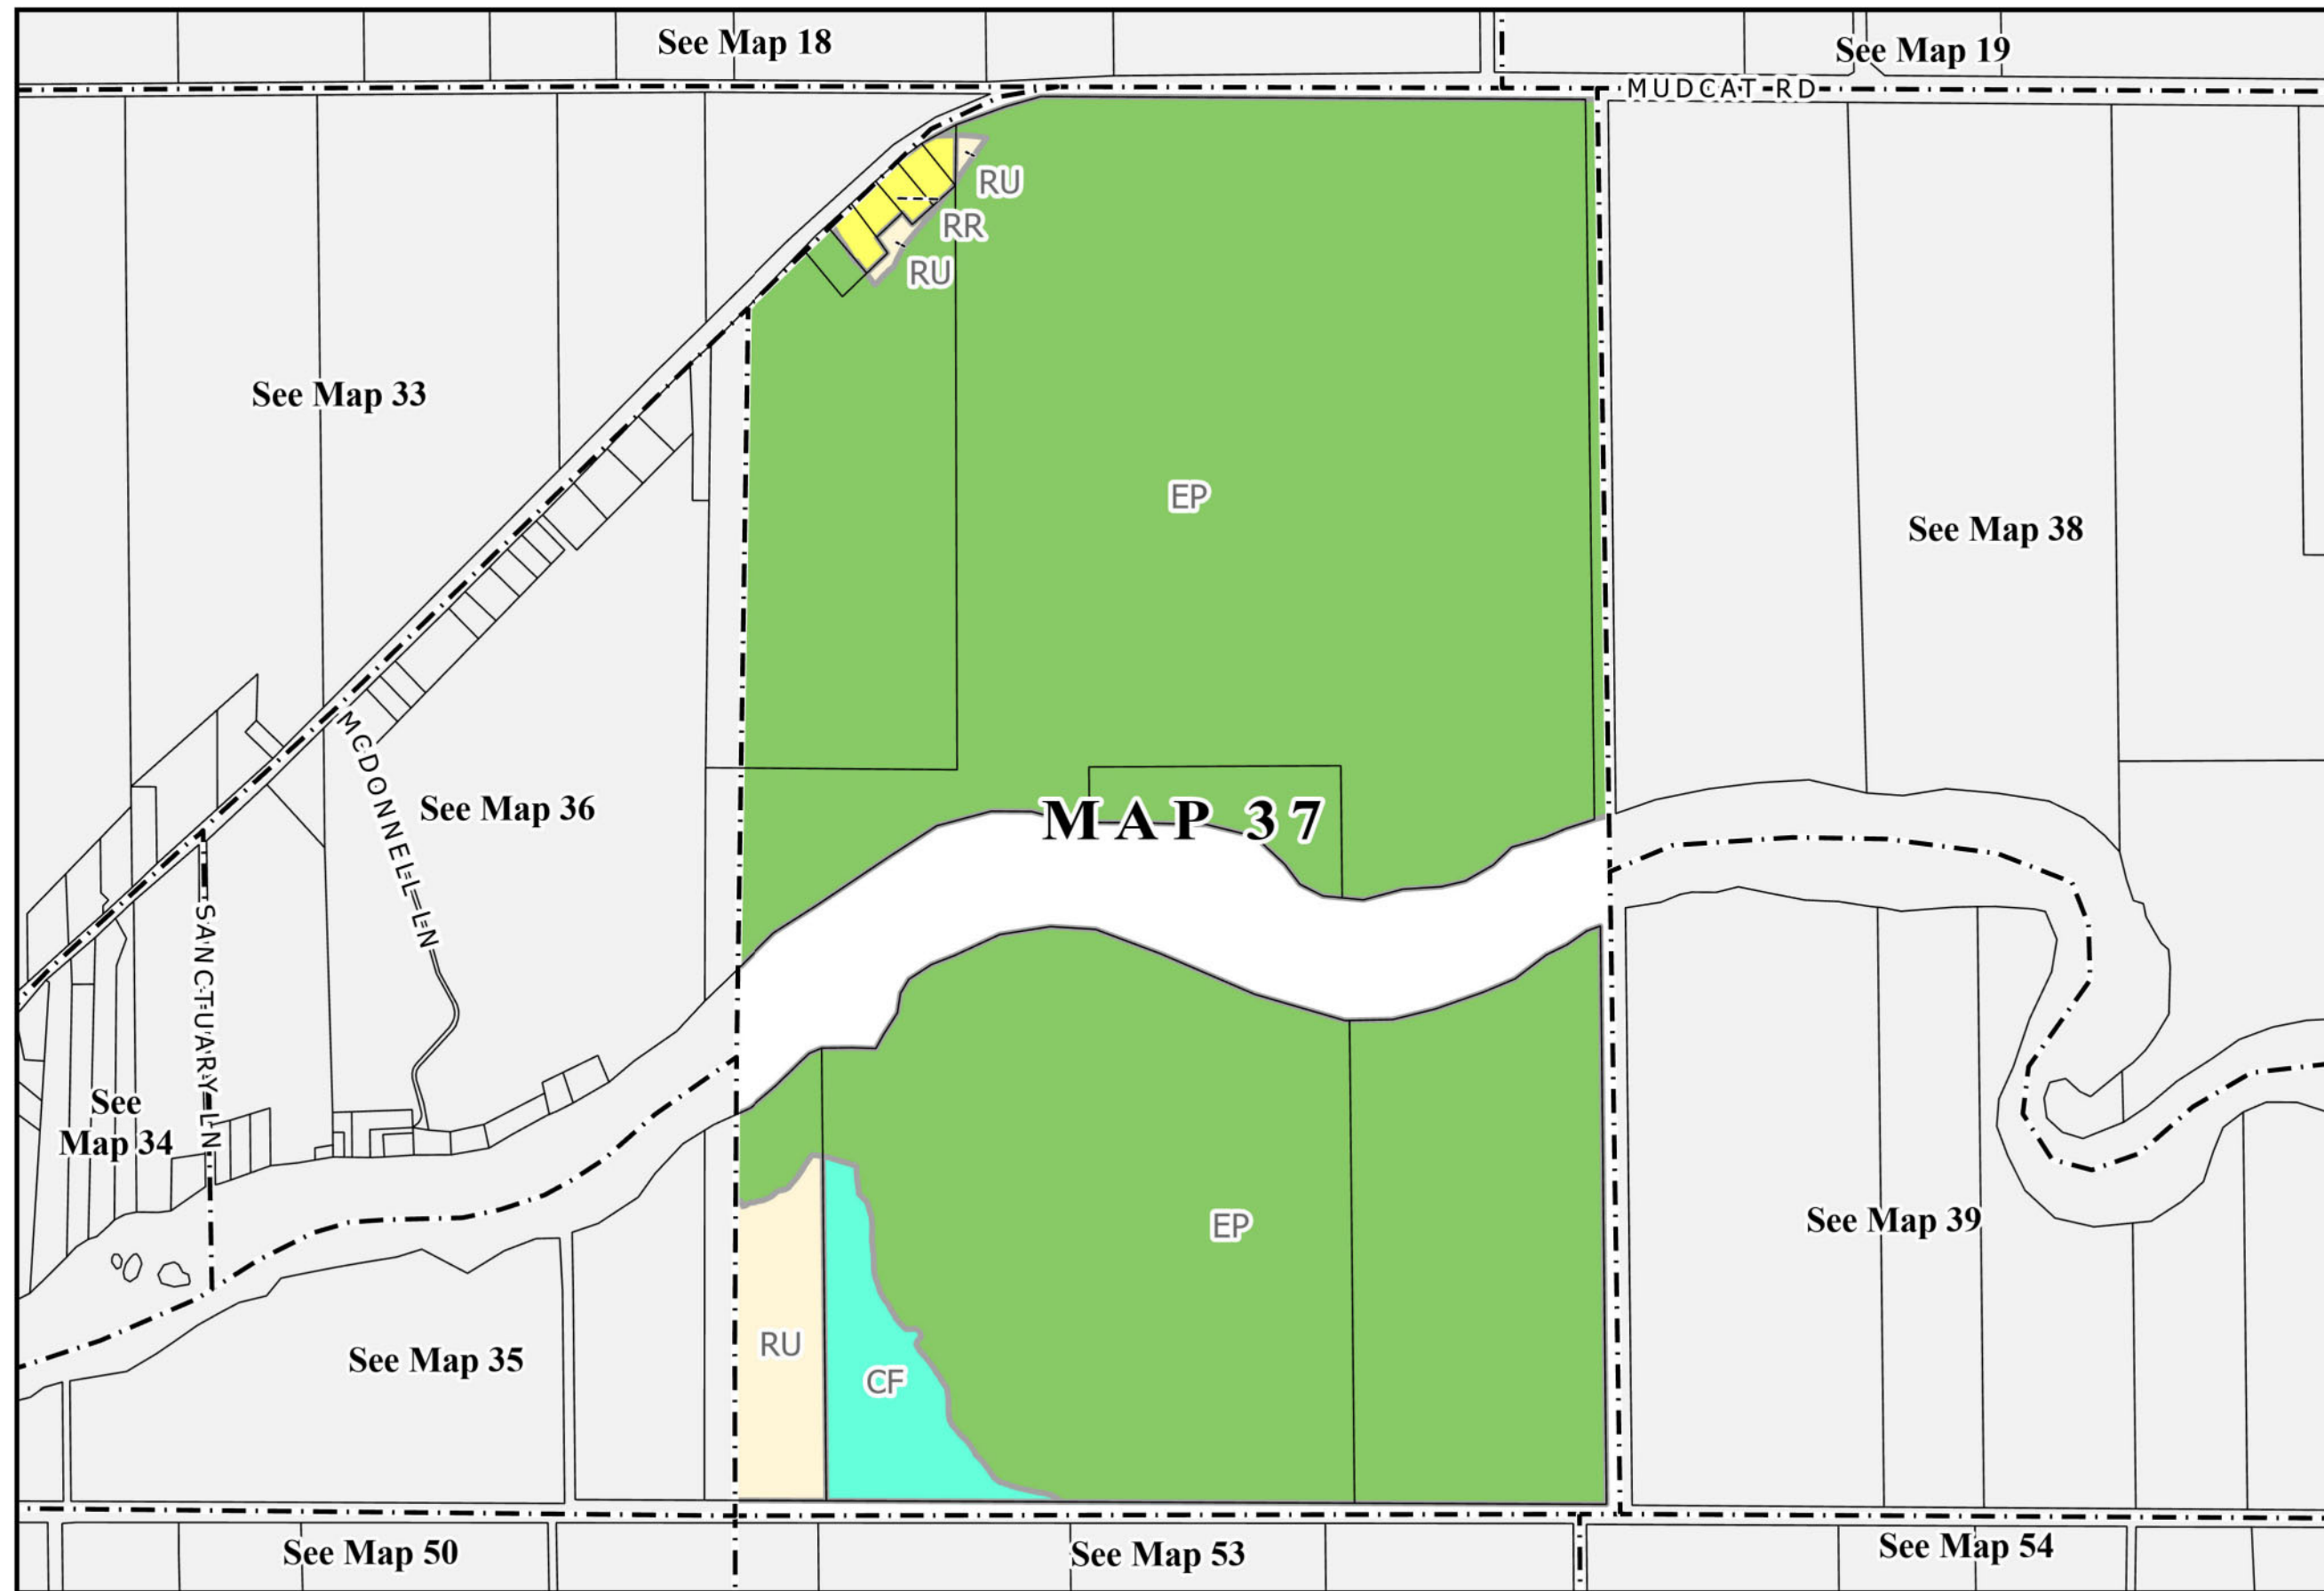 See Map 18
See Map 19
MUDCAT RD
RU
RR
RU
See Map 33
EP
See Map 38
MCDONNELL LN
See Map 36
MAP 37
SANCTUARY LN
See
Map 34
See Map 39
EP
RU
See Map 35
CF
See Map 50
See Map 53
See Map 54